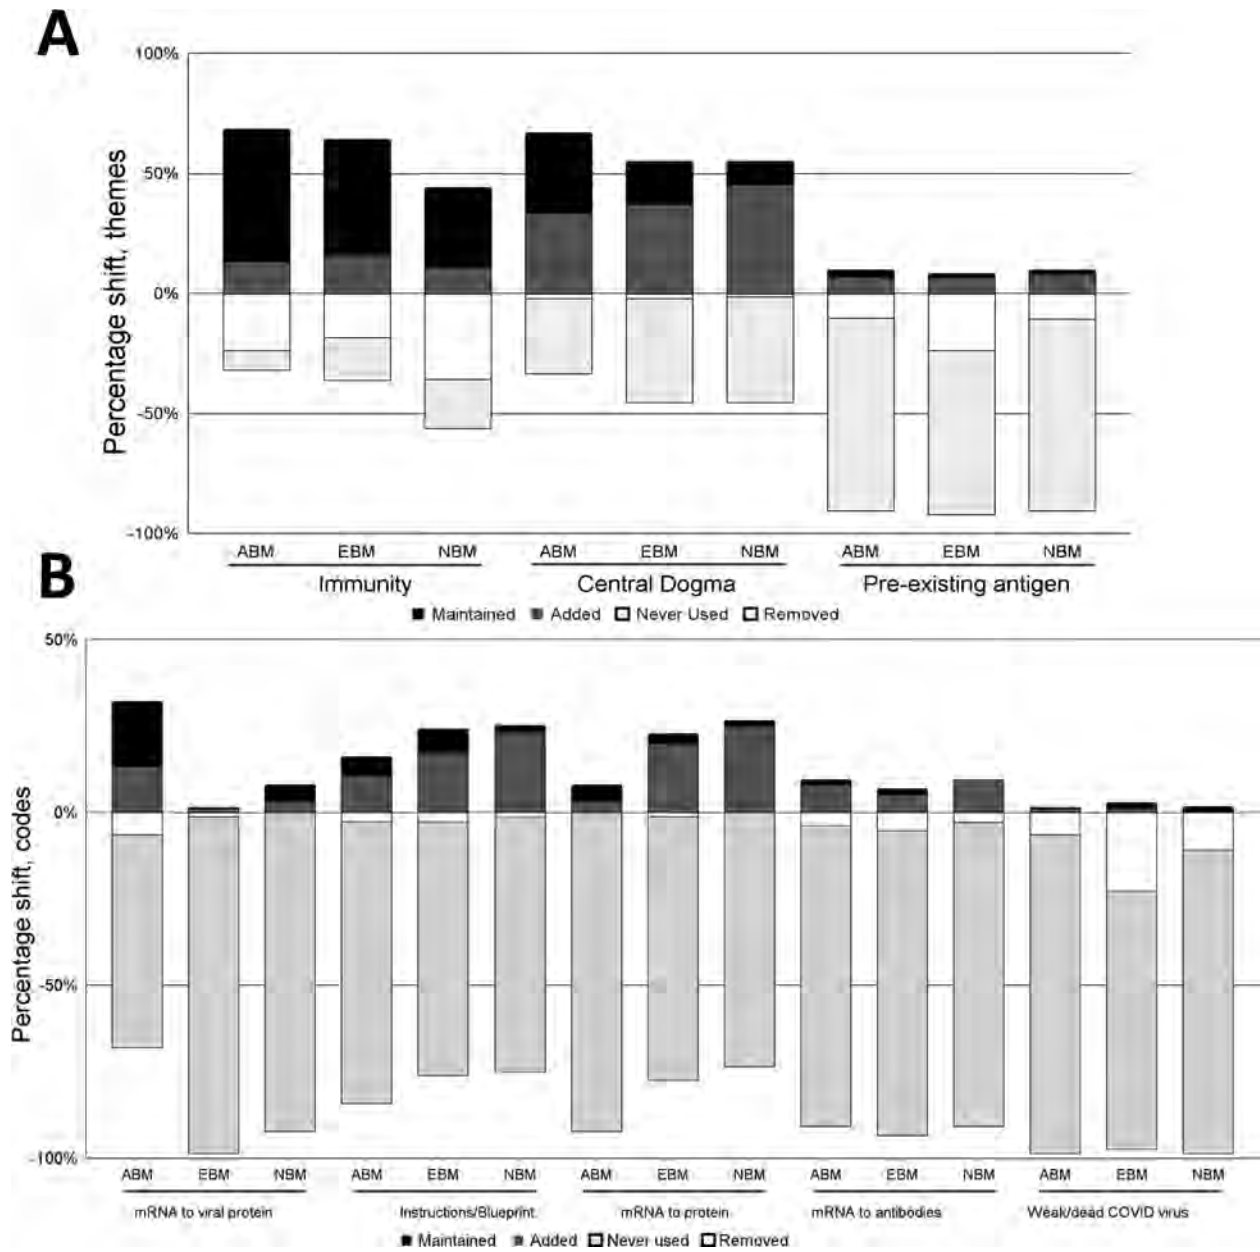 A
100%
50%
0%
-50%
-100%
Percentage shift, themes
ABM EBM NBM ABM EBM NBM ABM EBM NBM
Immunity Central Dogma Pre-existing antigen
Maintained Added Never Used Removed
B
50%
0%
-50%
-100%
Percentage shift, codes
ABM EBM NBM ABM EBM NBM ABM EBM NBM ABM EBM NBM ABM EBM NBM
mRNA to viral protein Instructions/Blueprint mRNA to protein mRNA to antibodies Weak/dead COVID virus
Maintained Added Never used Removed